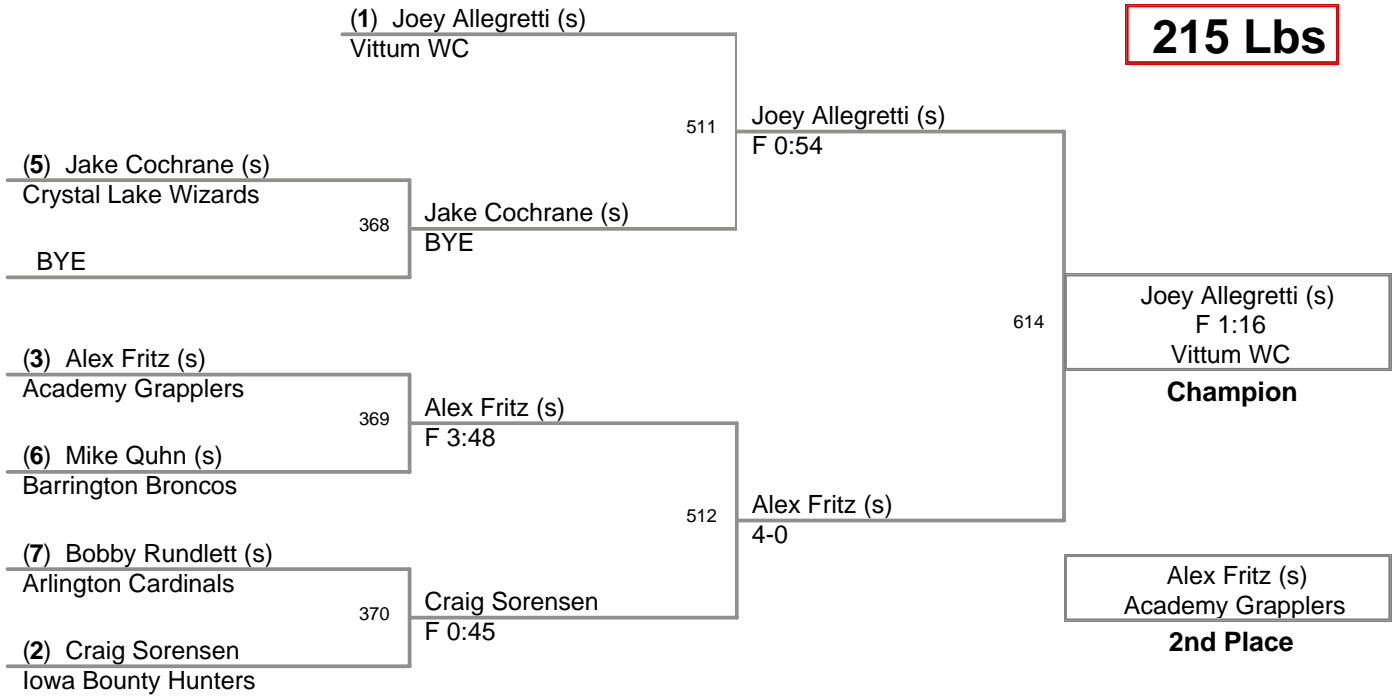 (1) Joey Allegretti (s)
Vittum WC
215 Lbs
511
Joey Allegretti (s)
F 0:54
(5) Jake Cochrane (s)
Crystal Lake Wizards
368
Jake Cochrane (s)
BYE
BYE
614
Joey Allegretti (s)
F 1:16
Vittum WC
Champion
(3) Alex Fritz (s)
Academy Grapplers
369
Alex Fritz (s)
F 3:48
(6) Mike Quhn (s)
Barrington Broncos
512
Alex Fritz (s)
4-0
(7) Bobby Rundlett (s)
Arlington Cardinals
370
Craig Sorensen
F 0:45
(2) Craig Sorensen
Iowa Bounty Hunters
Alex Fritz (s)
Academy Grapplers
2nd Place